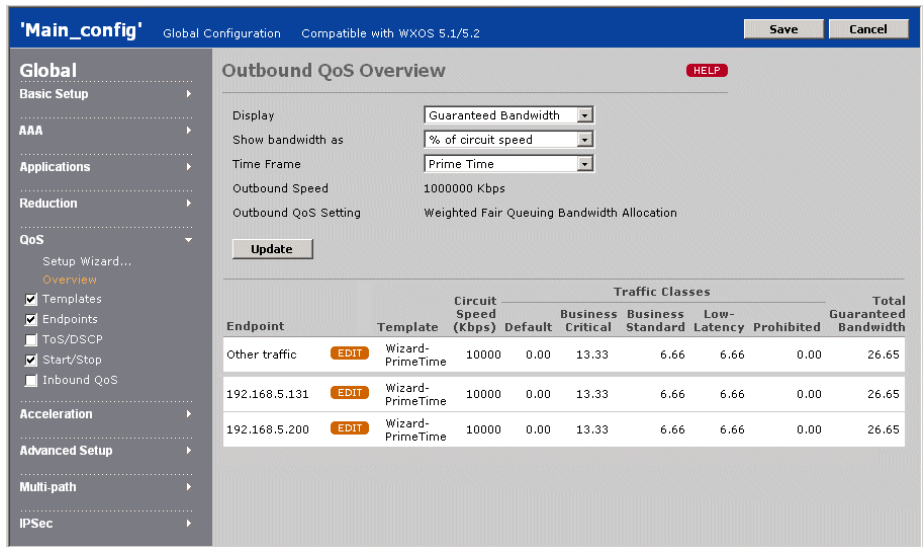 'Main_config' Global Configuration Compatible with WXOS 5.1/5.2 Save Cancel
Global
Basic Setup
AAA
Applications
Reduction
QoS
Setup Wizard...
Overview
Templates
Endpoints
ToS/DSCP
Start/Stop
Inbound QoS
Acceleration
Advanced Setup
Multi-path
IPSec
Outbound QoS Overview HELP
Display Guaranteed Bandwidth
Show bandwidth as % of circuit speed
Time Frame Prime Time
Outbound Speed 1000000 Kbps
Outbound QoS Setting Weighted Fair Queuing Bandwidth Allocation
Update
Traffic Classes
Endpoint Template Circuit Speed (Kbps) Default Business Critical Business Standard Low-Latency Prohibited Total Guaranteed Bandwidth
Other traffic EDIT Wizard-PrimeTime 10000 0.00 13.33 6.66 6.66 0.00 26.65
192.168.5.131 EDIT Wizard-PrimeTime 10000 0.00 13.33 6.66 6.66 0.00 26.65
192.168.5.200 EDIT Wizard-PrimeTime 10000 0.00 13.33 6.66 6.66 0.00 26.65